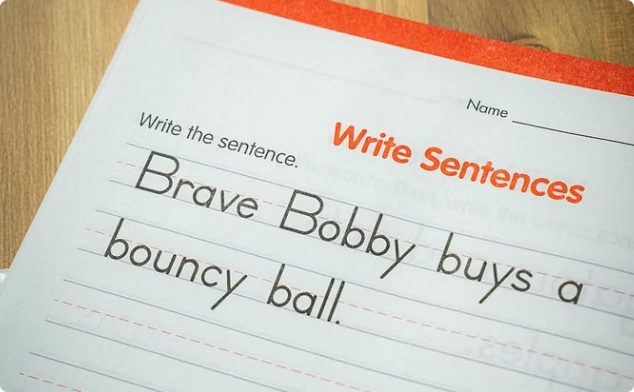 Name
Write Sentences
Write the sentence.
Brave Bobby buys a
bouncy ball.